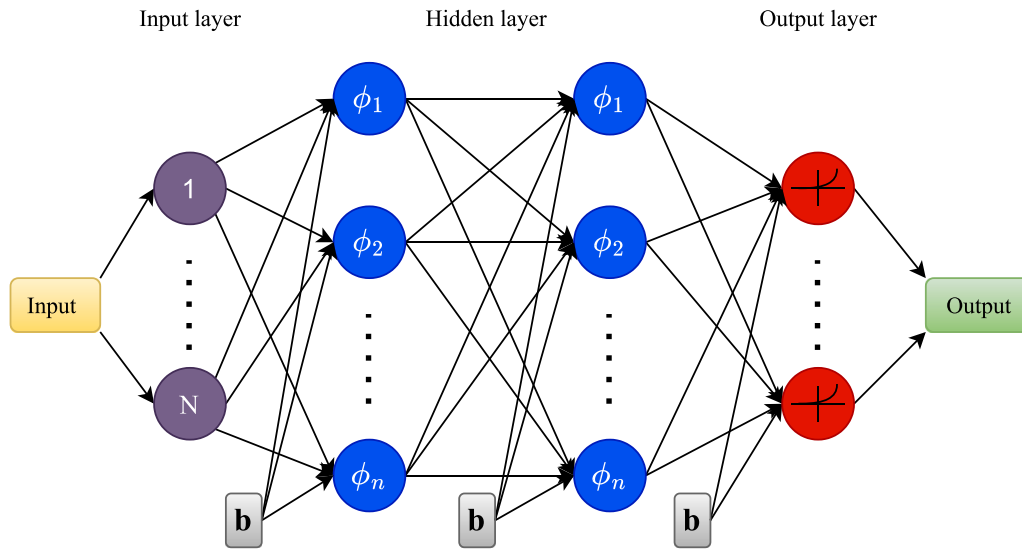 Input layer
Hidden layer
Output layer
ϕ1
ϕ1
1
ϕ2
ϕ2
Input
Output
N
ϕn
ϕn
b
b
b